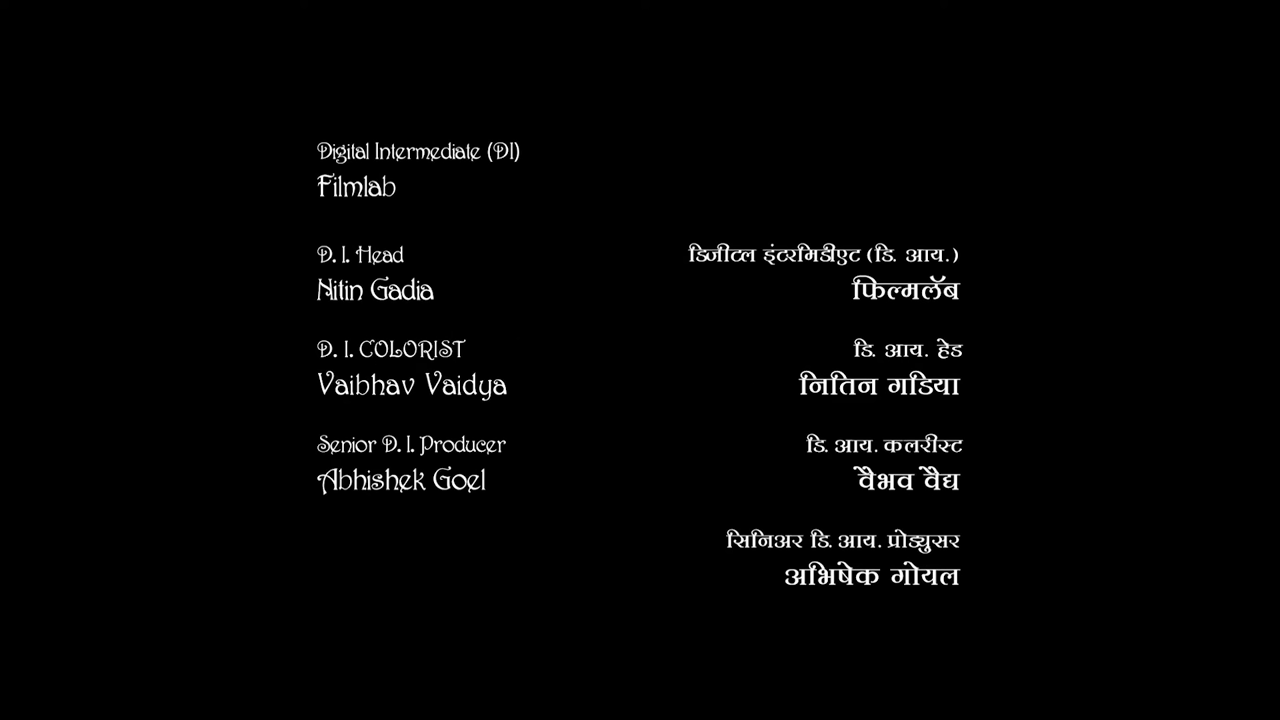 Digital Intermediate (DI)
Filmlab
D. I. Head
Nitin Gadia
D. I. COLORIST
Vaibhav Vaidya
Senior D. I. Producer
Abhishek Goel
डिजीटल इंटरमिडीएट (डि. आय.)
फिल्मलॅब
डि. आय. हेड
नितिन गडिया
डि. आय. कलरीस्ट
वैभव वैद्य
सिनिअर डि. आय. प्रोड्युसर
अभिषेक गोयल